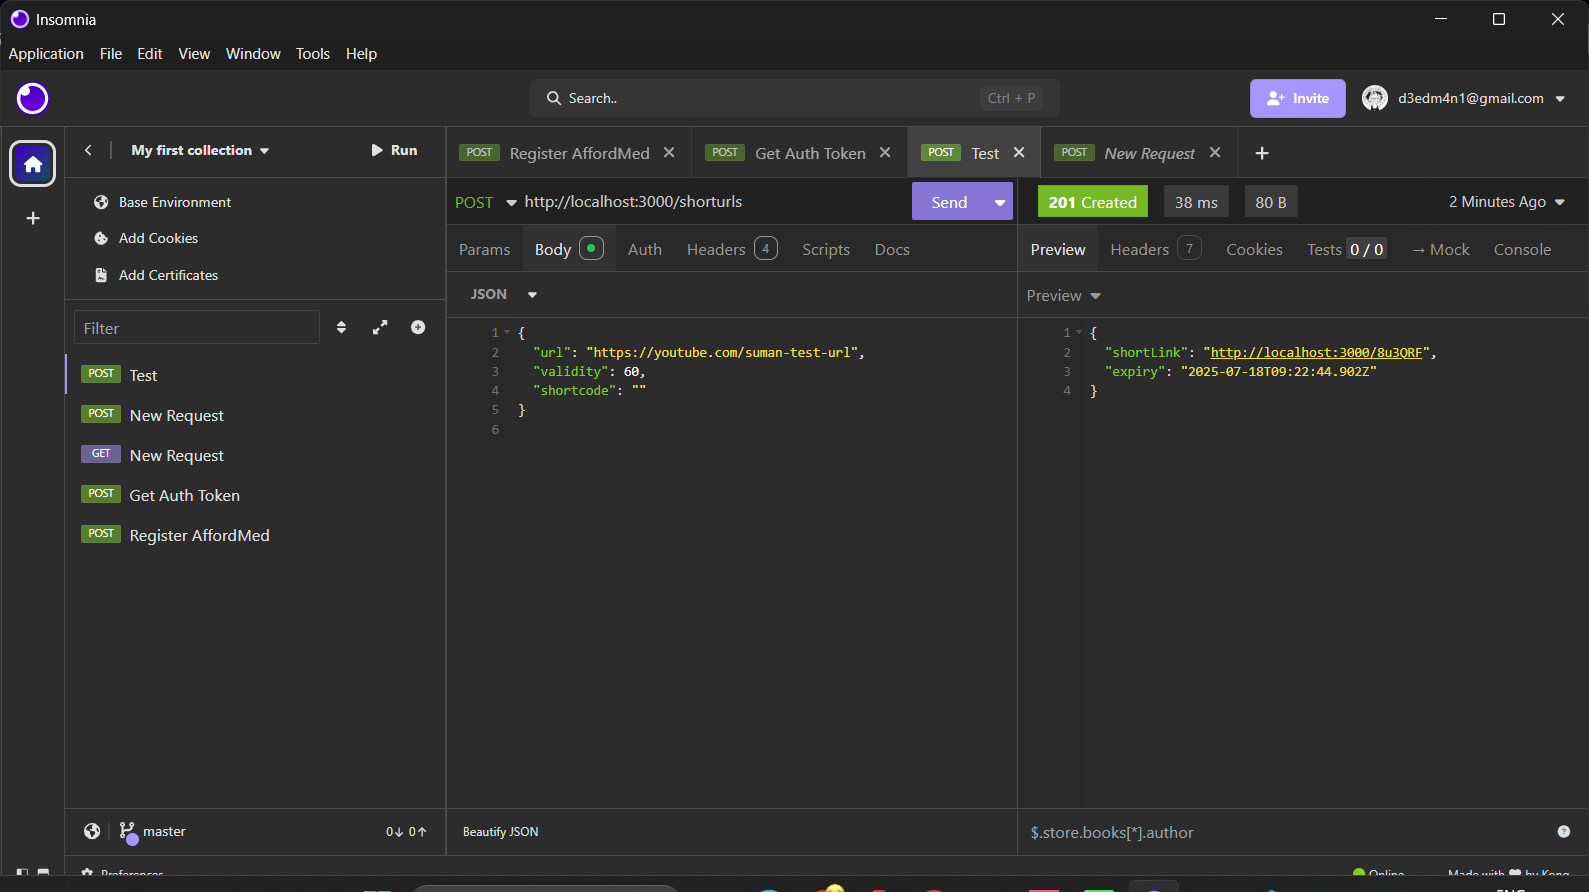 Insomnia
Application File Edit View Window Tools Help
Search.. Ctrl + P Invite d3edm4n1@gmail.com
My first collection Run
POST Register AffordMed POST Get Auth Token POST Test POST New Request
Base Environment
Add Cookies
Add Certificates
Filter
POST Test
POST New Request
GET New Request
POST Get Auth Token
POST Register AffordMed
master 0 0
Preferences
POST http://localhost:3000/shorturls Send
Params Body Auth Headers 4 Scripts Docs
JSON
1 {
2 "url": "https://youtube.com/suman-test-url",
3 "validity": 60,
4 "shortcode": ""
5 }
6
Beautify JSON
201 Created 38 ms 80 B 2 Minutes Ago
Preview Headers 7 Cookies Tests 0 / 0 → Mock Console
Preview
1 {
2 "shortLink": "http://localhost:3000/8u3QRF",
3 "expiry": "2025-07-18T09:22:44.902Z"
4 }
$.store.books[*].author
Online Made with by Kong
ENG